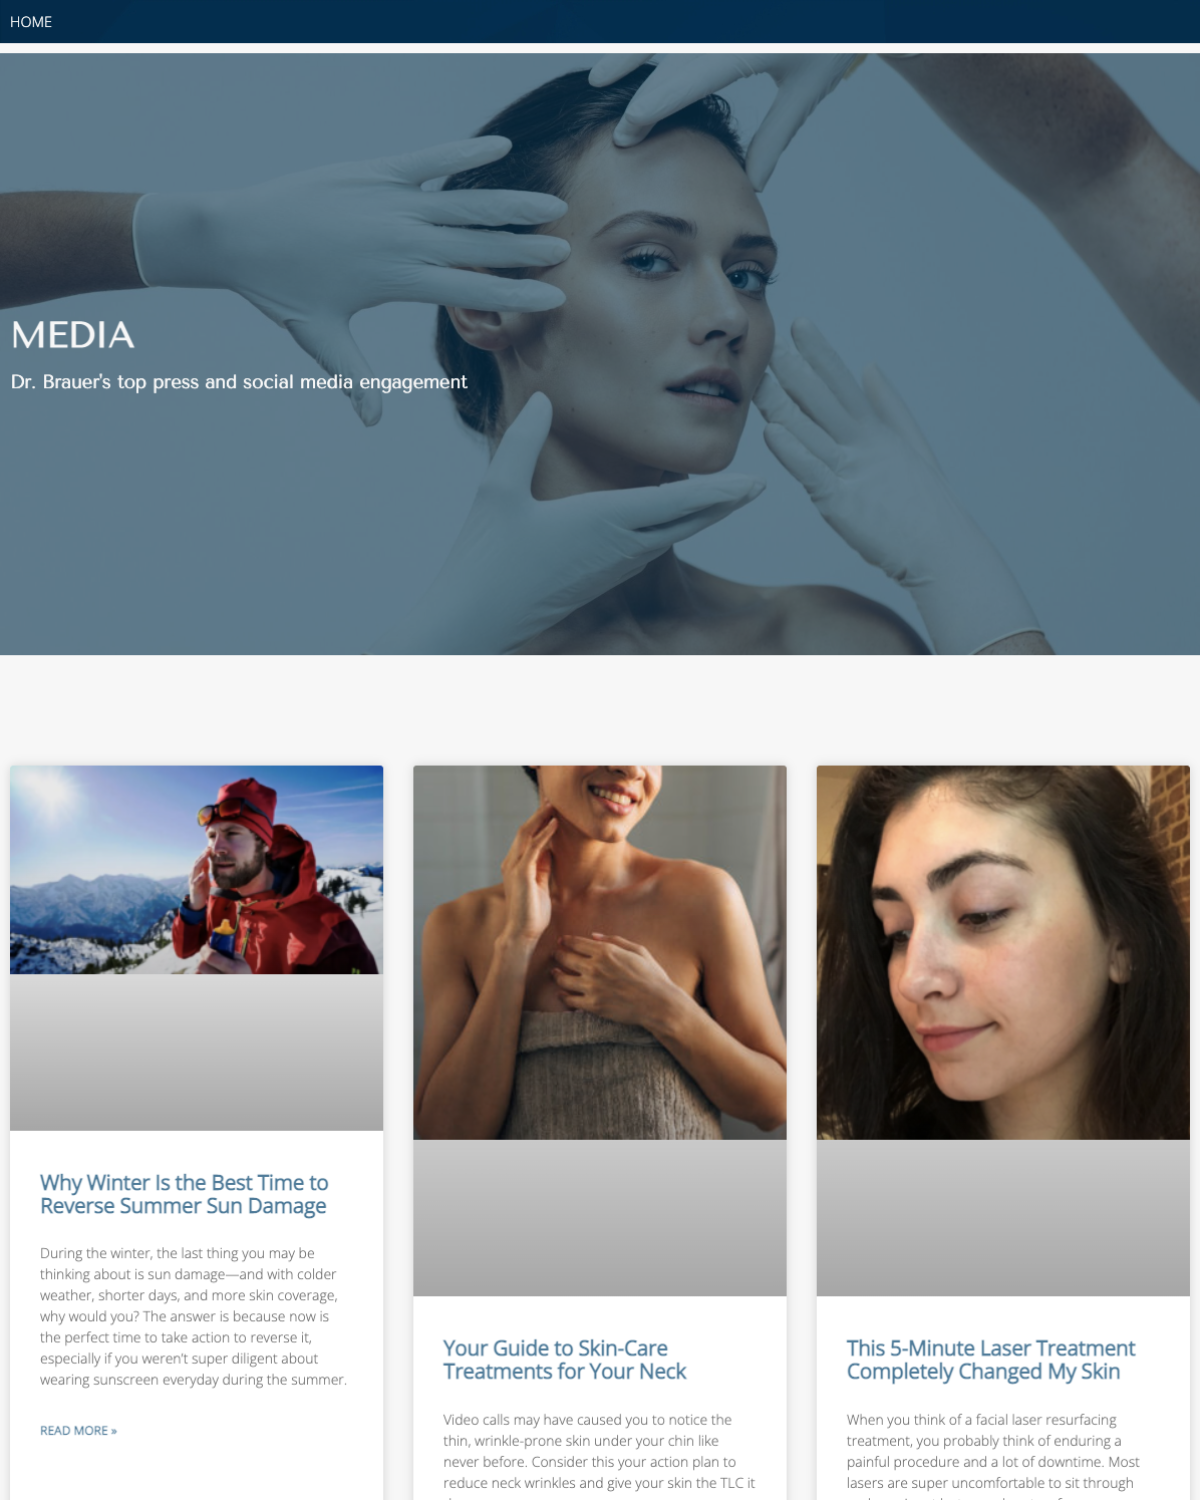 HOME
MEDIA
Dr. Brauer's top press and social media engagement
Why Winter Is the Best Time to
Reverse Summer Sun Damage
During the winter, the last thing you may be
thinking about is sun damage—and with colder
weather, shorter days, and more skin coverage,
why would you? The answer is because now is
the perfect time to take action to reverse it,
especially if you weren't super diligent about
wearing sunscreen everyday during the summer.
READ MORE »
Your Guide to Skin-Care
Treatments for Your Neck
Video calls may have caused you to notice the
thin, wrinkle-prone skin under your chin like
never before. Consider this your action plan to
reduce neck wrinkles and give your skin the TLC it
This 5-Minute Laser Treatment
Completely Changed My Skin
When you think of a facial laser resurfacing
treatment, you probably think of enduring a
painful procedure and a lot of downtime. Most
lasers are super uncomfortable to sit through